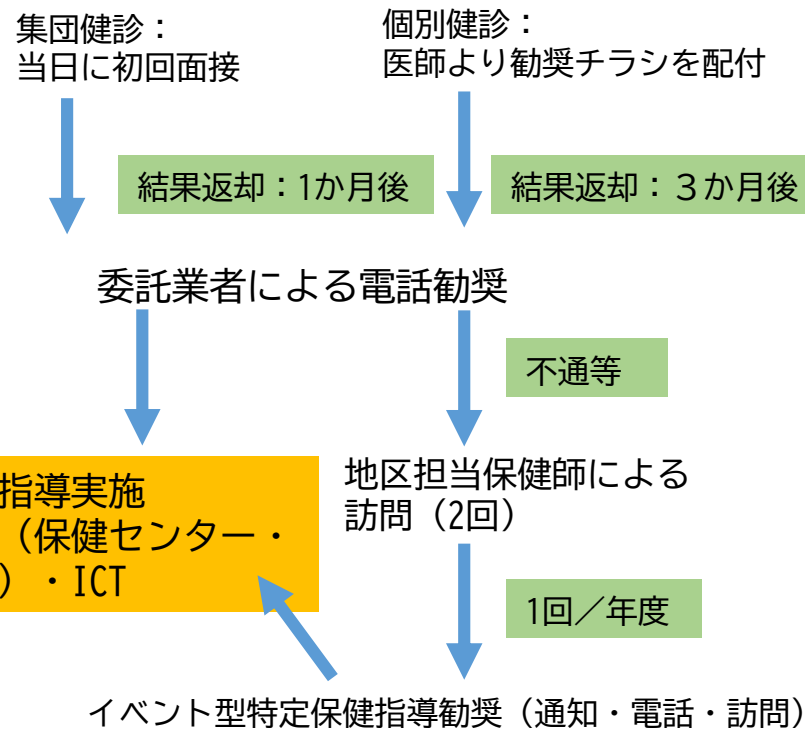 集団健診：
当日に初回面接
個別健診：
医師より勧奨チラシを配付
結果返却：1か月後
結果返却：３か月後
委託業者による電話勧奨
不通等
指導実施
（保健センター・
）・ICT
地区担当保健師による
訪問（2回）
1回／年度
イベント型特定保健指導勧奨（通知・電話・訪問）